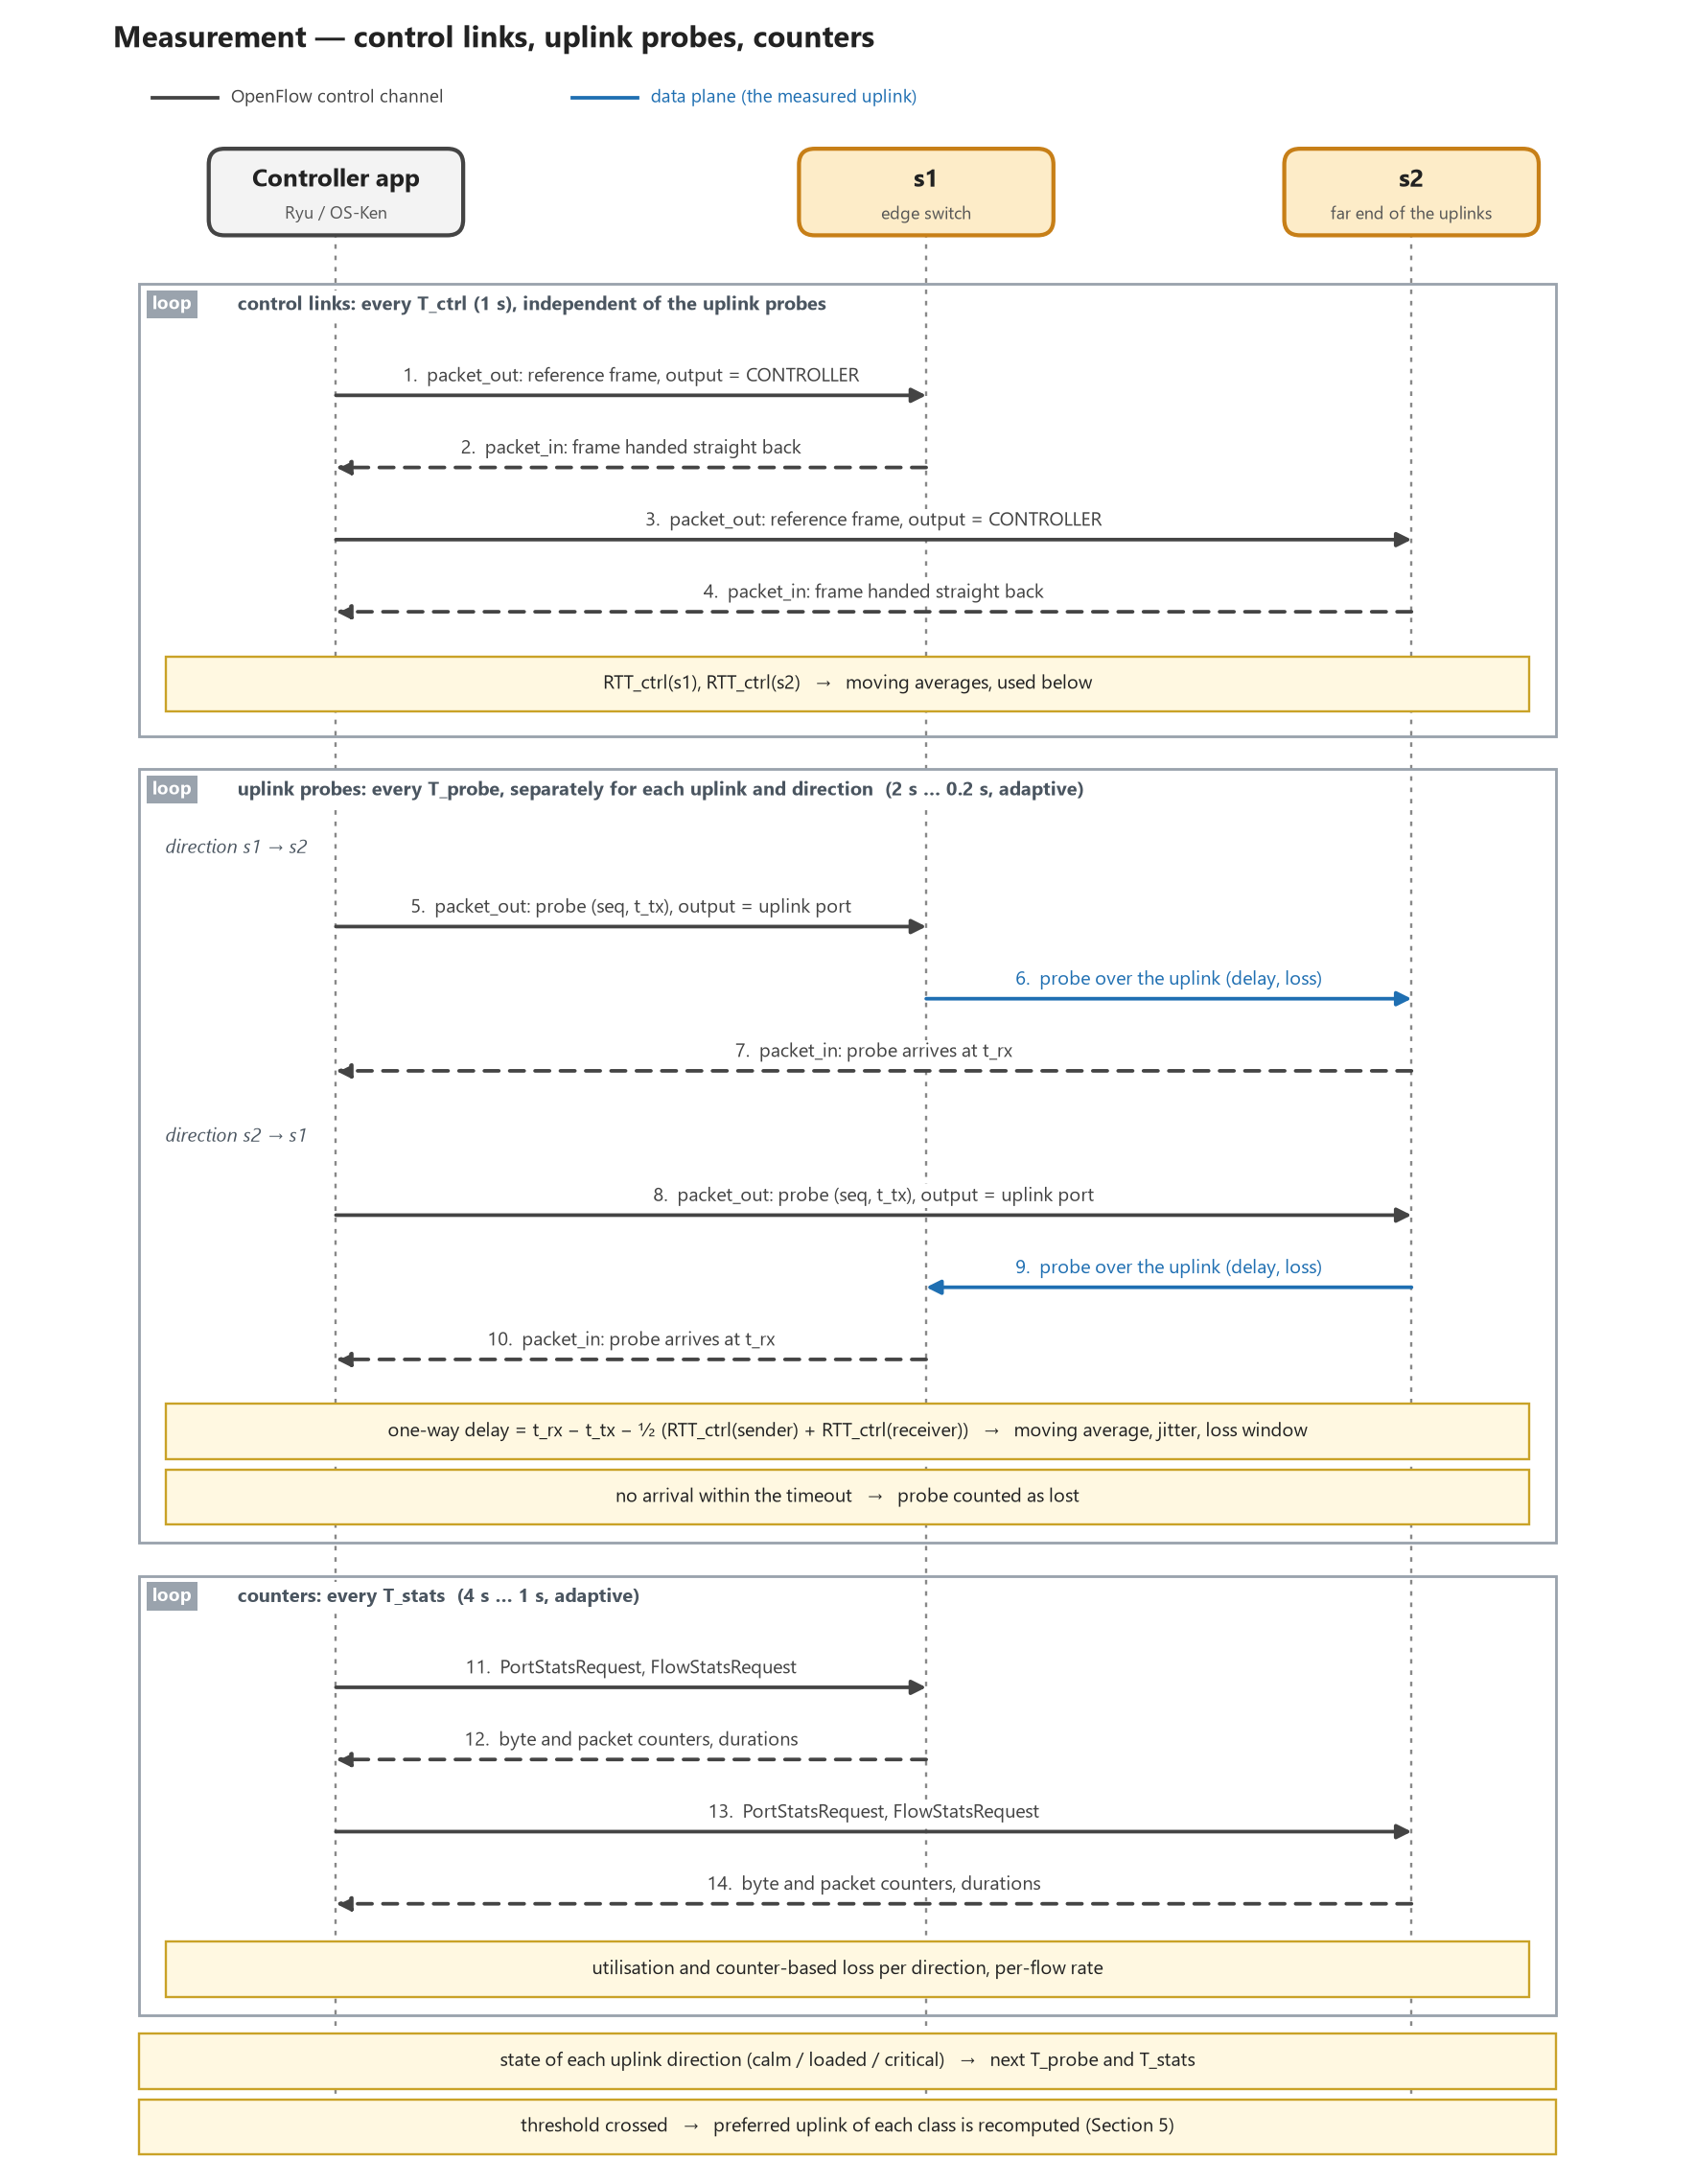 Measurement — control links, uplink probes, counters
OpenFlow control channel
data plane (the measured uplink)
Controller app
Ryu / OS-Ken
s1
edge switch
s2
far end of the uplinks
loop
control links: every T_ctrl (1 s), independent of the uplink probes
1. packet_out: reference frame, output = CONTROLLER
2. packet_in: frame handed straight back
3. packet_out: reference frame, output = CONTROLLER
4. packet_in: frame handed straight back
RTT_ctrl(s1), RTT_ctrl(s2) → moving averages, used below
loop
uplink probes: every T_probe, separately for each uplink and direction (2 s … 0.2 s, adaptive)
direction s1 → s2
5. packet_out: probe (seq, t_tx), output = uplink port
6. probe over the uplink (delay, loss)
7. packet_in: probe arrives at t_rx
direction s2 → s1
8. packet_out: probe (seq, t_tx), output = uplink port
9. probe over the uplink (delay, loss)
10. packet_in: probe arrives at t_rx
one-way delay = t_rx − t_tx − ½ (RTT_ctrl(sender) + RTT_ctrl(receiver)) → moving average, jitter, loss window
no arrival within the timeout → probe counted as lost
loop
counters: every T_stats (4 s … 1 s, adaptive)
11. PortStatsRequest, FlowStatsRequest
12. byte and packet counters, durations
13. PortStatsRequest, FlowStatsRequest
14. byte and packet counters, durations
utilisation and counter-based loss per direction, per-flow rate
state of each uplink direction (calm / loaded / critical) → next T_probe and T_stats
threshold crossed → preferred uplink of each class is recomputed (Section 5)